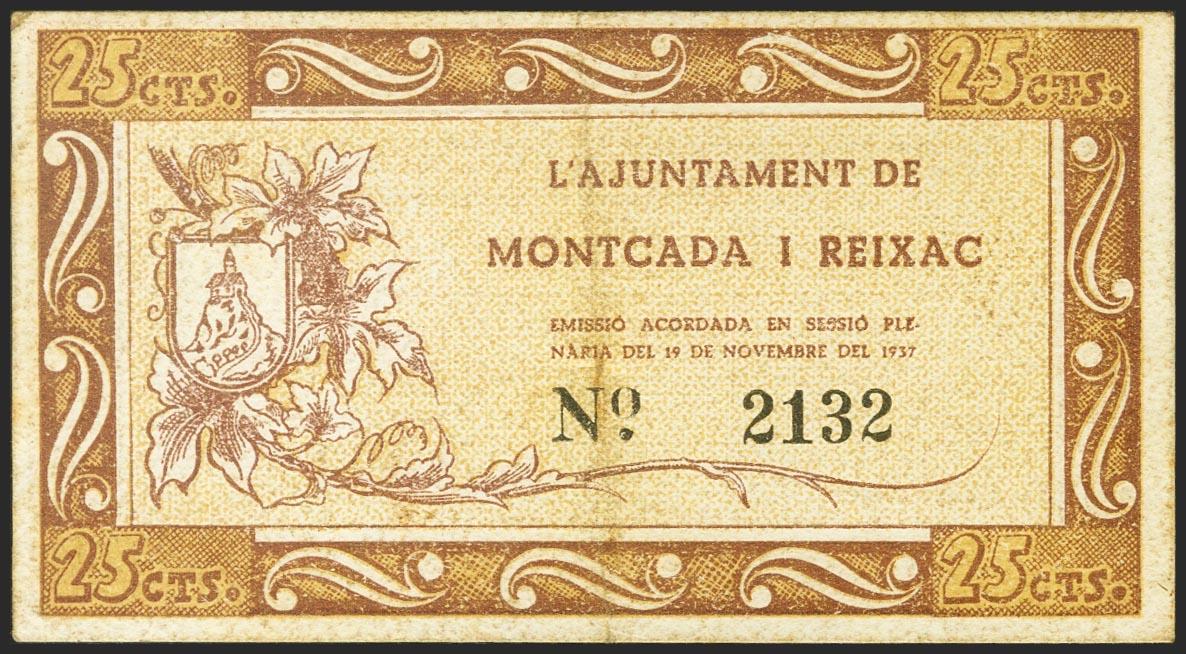 25 CTS. 25 CTS.
L'AJUNTAMENT DE
MONTCADA I REIXAC
EMISSIÓ ACORDADA EN SESSIÓ PLE-
NÀRIA DEL 19 DE NOVEMBRE DEL 1937
Nº. 2132
25 CTS. 25 CTS.